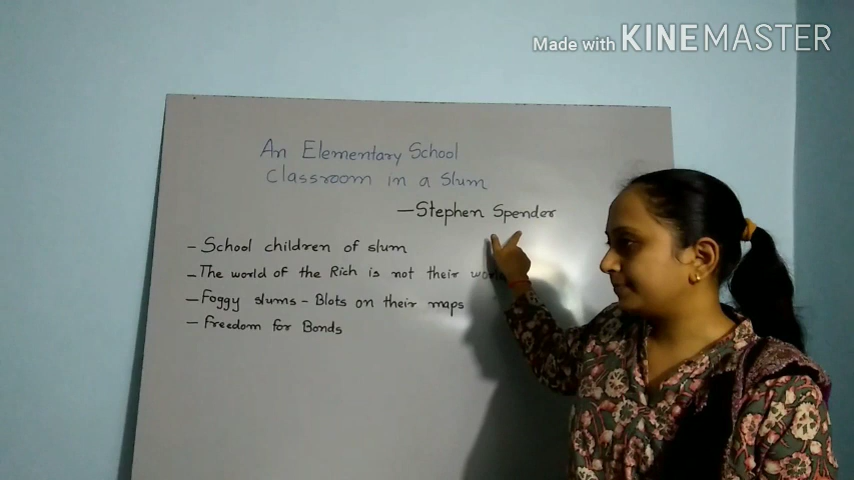 Made with KINEMASTER
An Elementary School
Classroom in a Slum
—Stephen Spender
- School children of slum
- The world of the Rich is not their world
- Foggy slums - Blots on their maps
- Freedom for Bonds